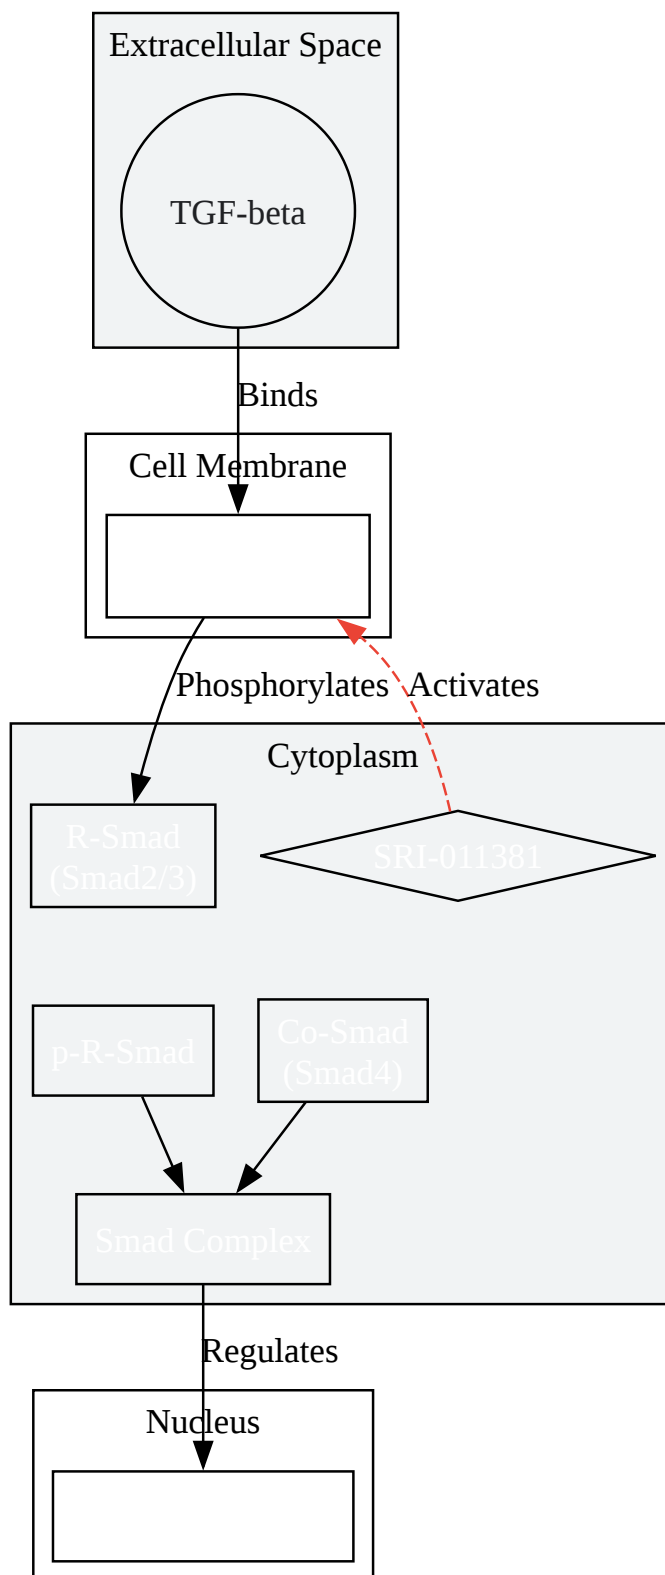 Extracellular Space
TGF-beta
Binds
Cell Membrane
Phosphorylates
Activates
Cytoplasm
R-Smad
(Smad2/3)
SRI-011381
p-R-Smad
Co-Smad
(Smad4)
Smad Complex
Regulates
Nucleus